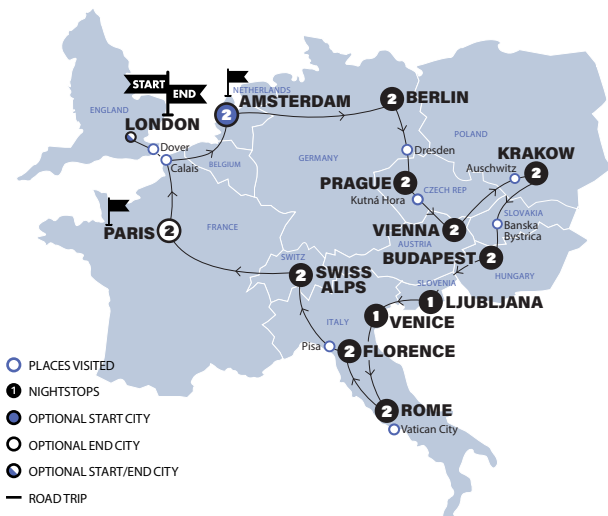 START
END
NETHERLANDS
2
AMSTERDAM
2
BERLIN
ENGLAND
LONDON
Dover
Calais
BELGIUM
GERMANY
POLAND
Dresden
KRAKOW
2
Auschwitz
PRAGUE
2
CZECH REP
Kutná Hora
SLOVAKIA
Banska
Bystrica
VIENNA
2
AUSTRIA
BUDAPEST
2
HUNGARY
PARIS
2
FRANCE
SWITZ
2
SWISS
ALPS
SLOVENIA
1
LJUBLJANA
1
VENICE
ITALY
Pisa
2
FLORENCE
2
ROME
Vatican City
PLACES VISITED
1 NIGHTSTOPS
OPTIONAL START CITY
OPTIONAL END CITY
OPTIONAL START/END CITY
ROAD TRIP